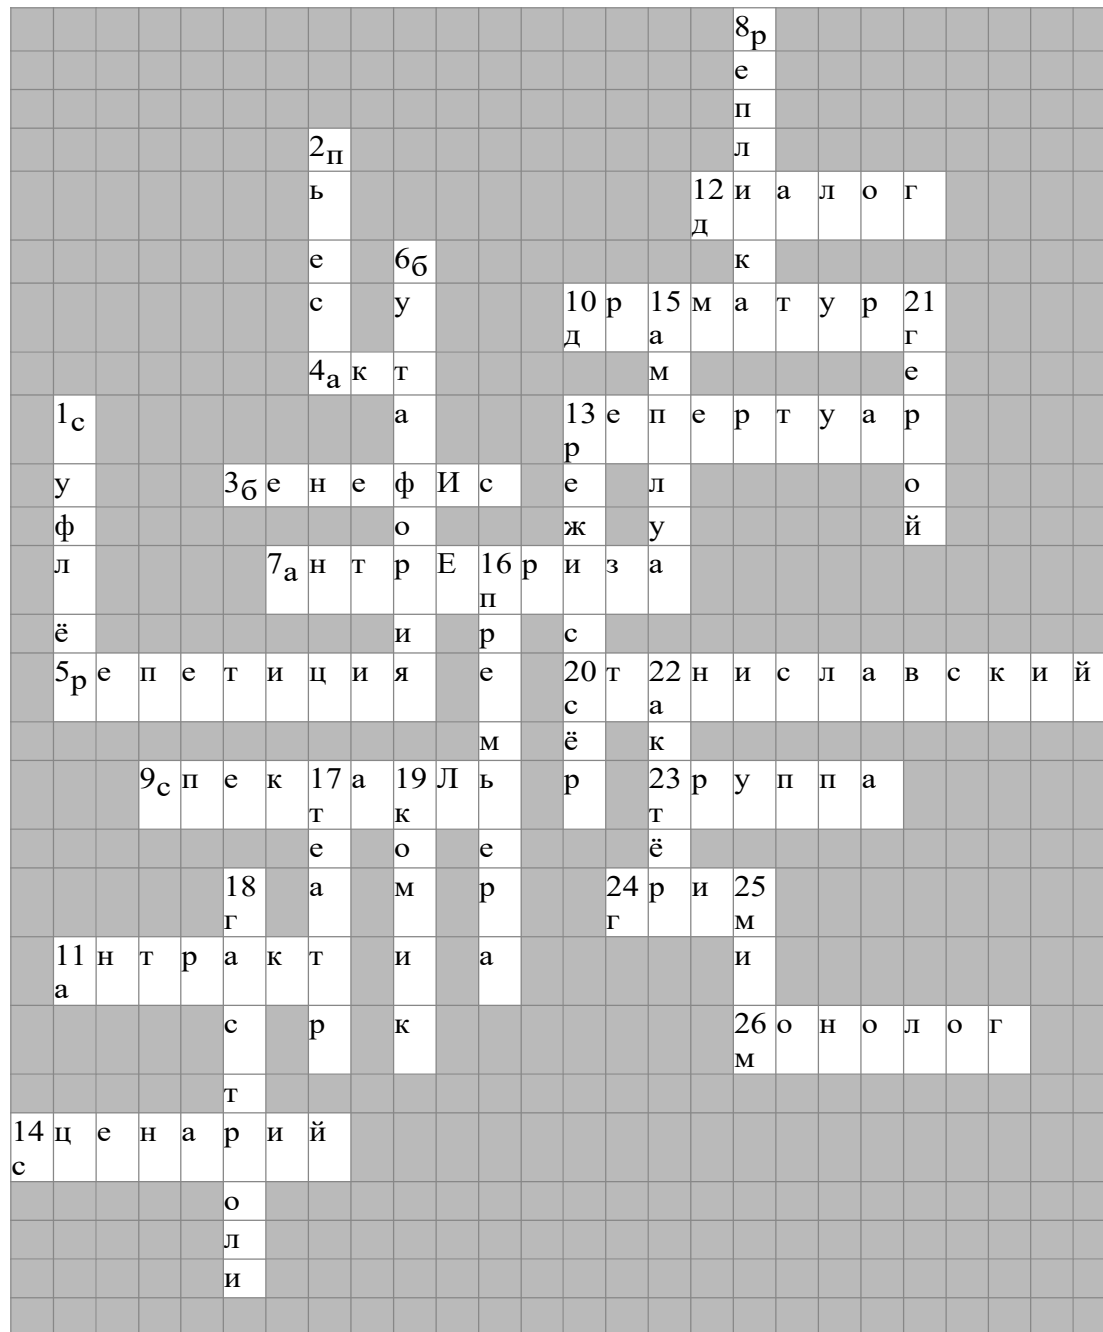 8р
е
п
2п л
ь 12д и а л о г
е 6б к
с у 10д р 15а м а т у р 21г
4а к т м е
1с а 13р е п е р т у а р
у 3б е н е ф И с е л о
ф о ж у й
л 7а н т р Е 16п р и з а
ё и р с
5р е п е т и ц и я е 20с т 22а н и с л а в с к и й
м ё к
9с п е к 17т а 19к Л ь р 23т р у п п а
е о е ё
18г а м р 24г р и 25м
11а н т р а к т и а и
с р к 26м о н о л о г
т
14с ц е н а р и й
о
л
и